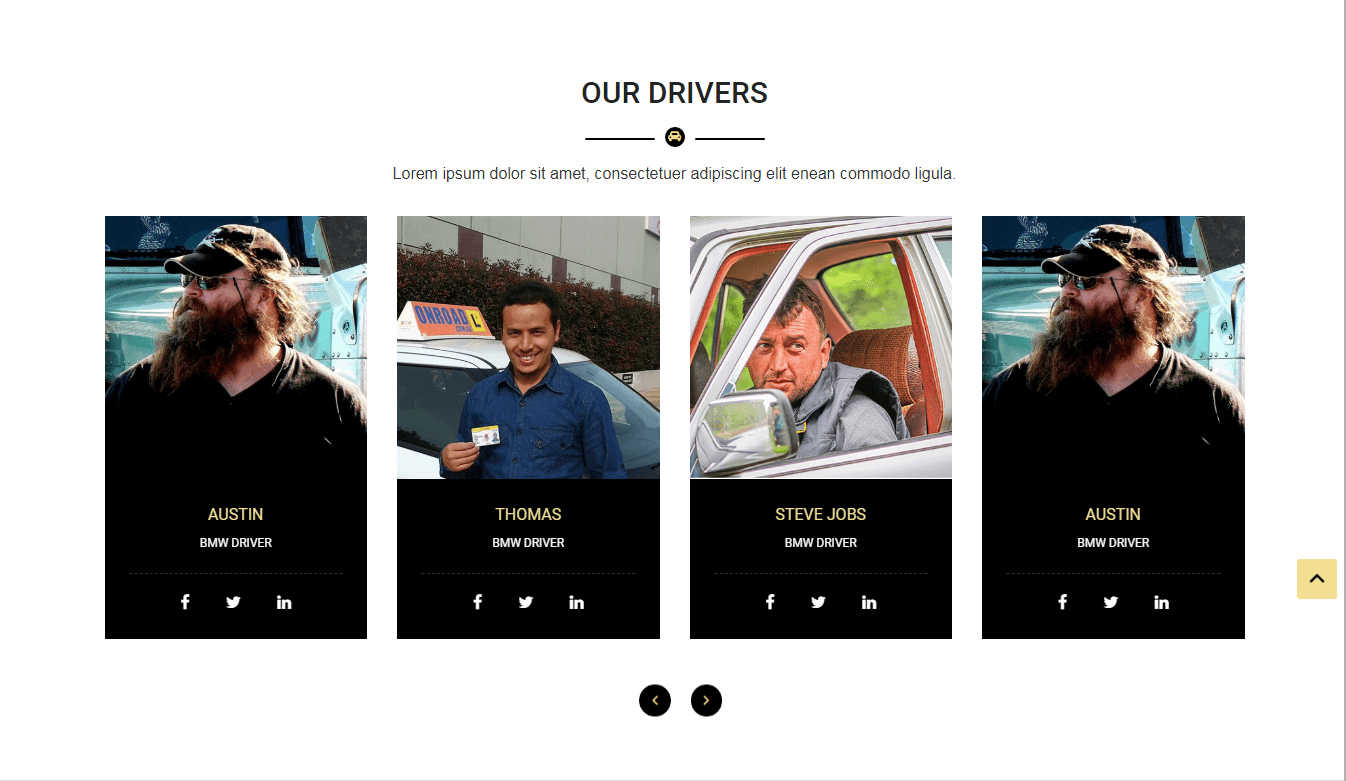 OUR DRIVERS
Lorem ipsum dolor sit amet, consectetuer adipiscing elit enean commodo ligula.
ONROAD L
AUSTIN
BMW DRIVER
THOMAS
BMW DRIVER
STEVE JOBS
BMW DRIVER
AUSTIN
BMW DRIVER